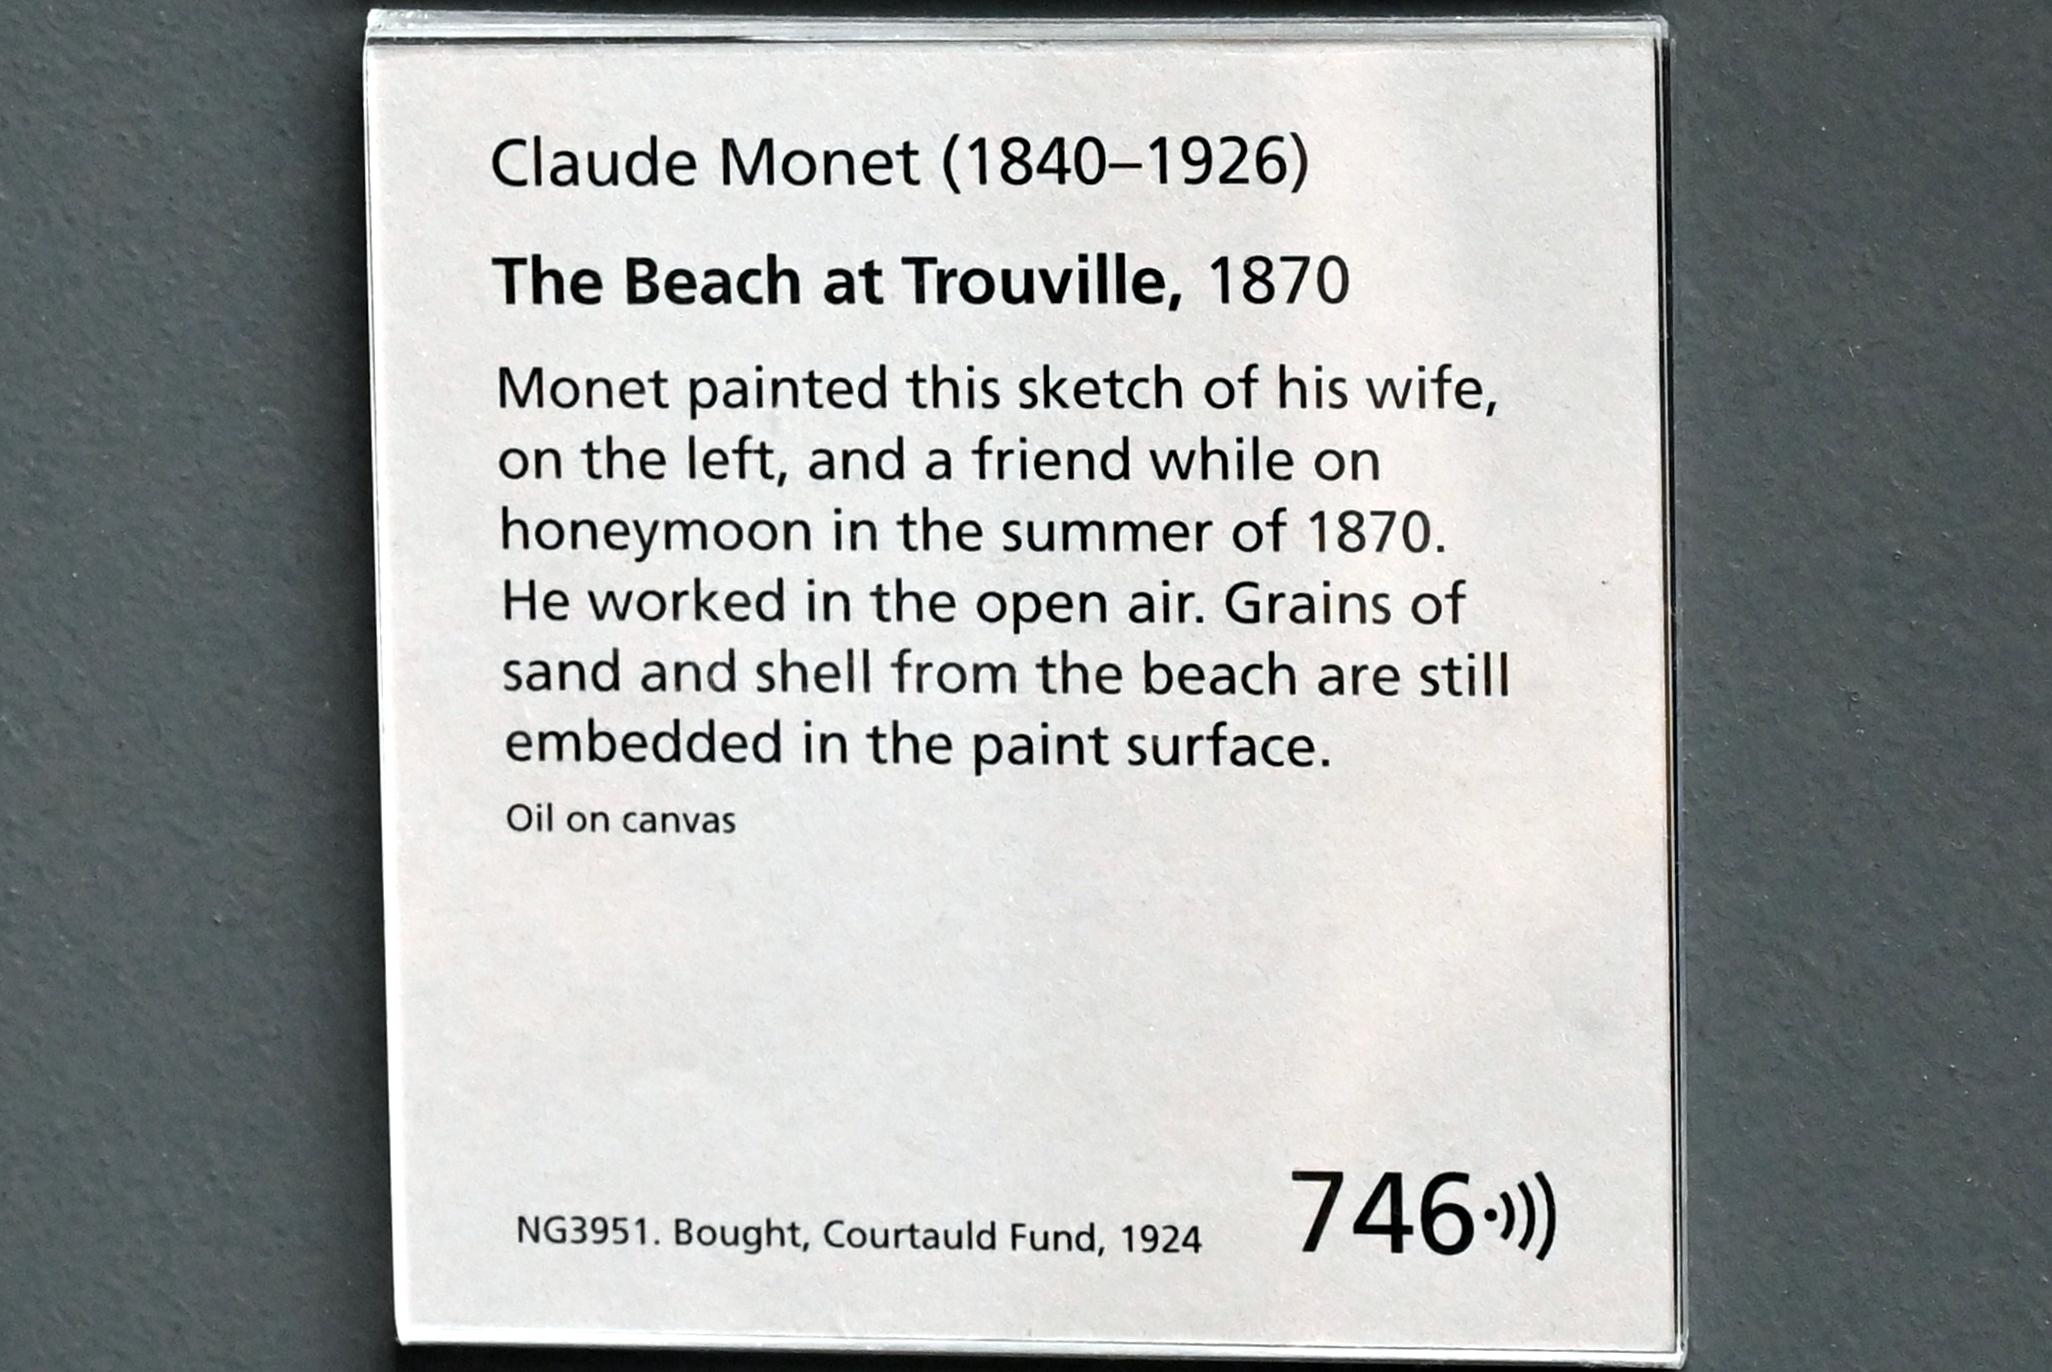 Claude Monet (1840–1926)
The Beach at Trouville, 1870
Monet painted this sketch of his wife,
on the left, and a friend while on
honeymoon in the summer of 1870.
He worked in the open air. Grains of
sand and shell from the beach are still
embedded in the paint surface.
Oil on canvas
NG3951. Bought, Courtauld Fund, 1924
746